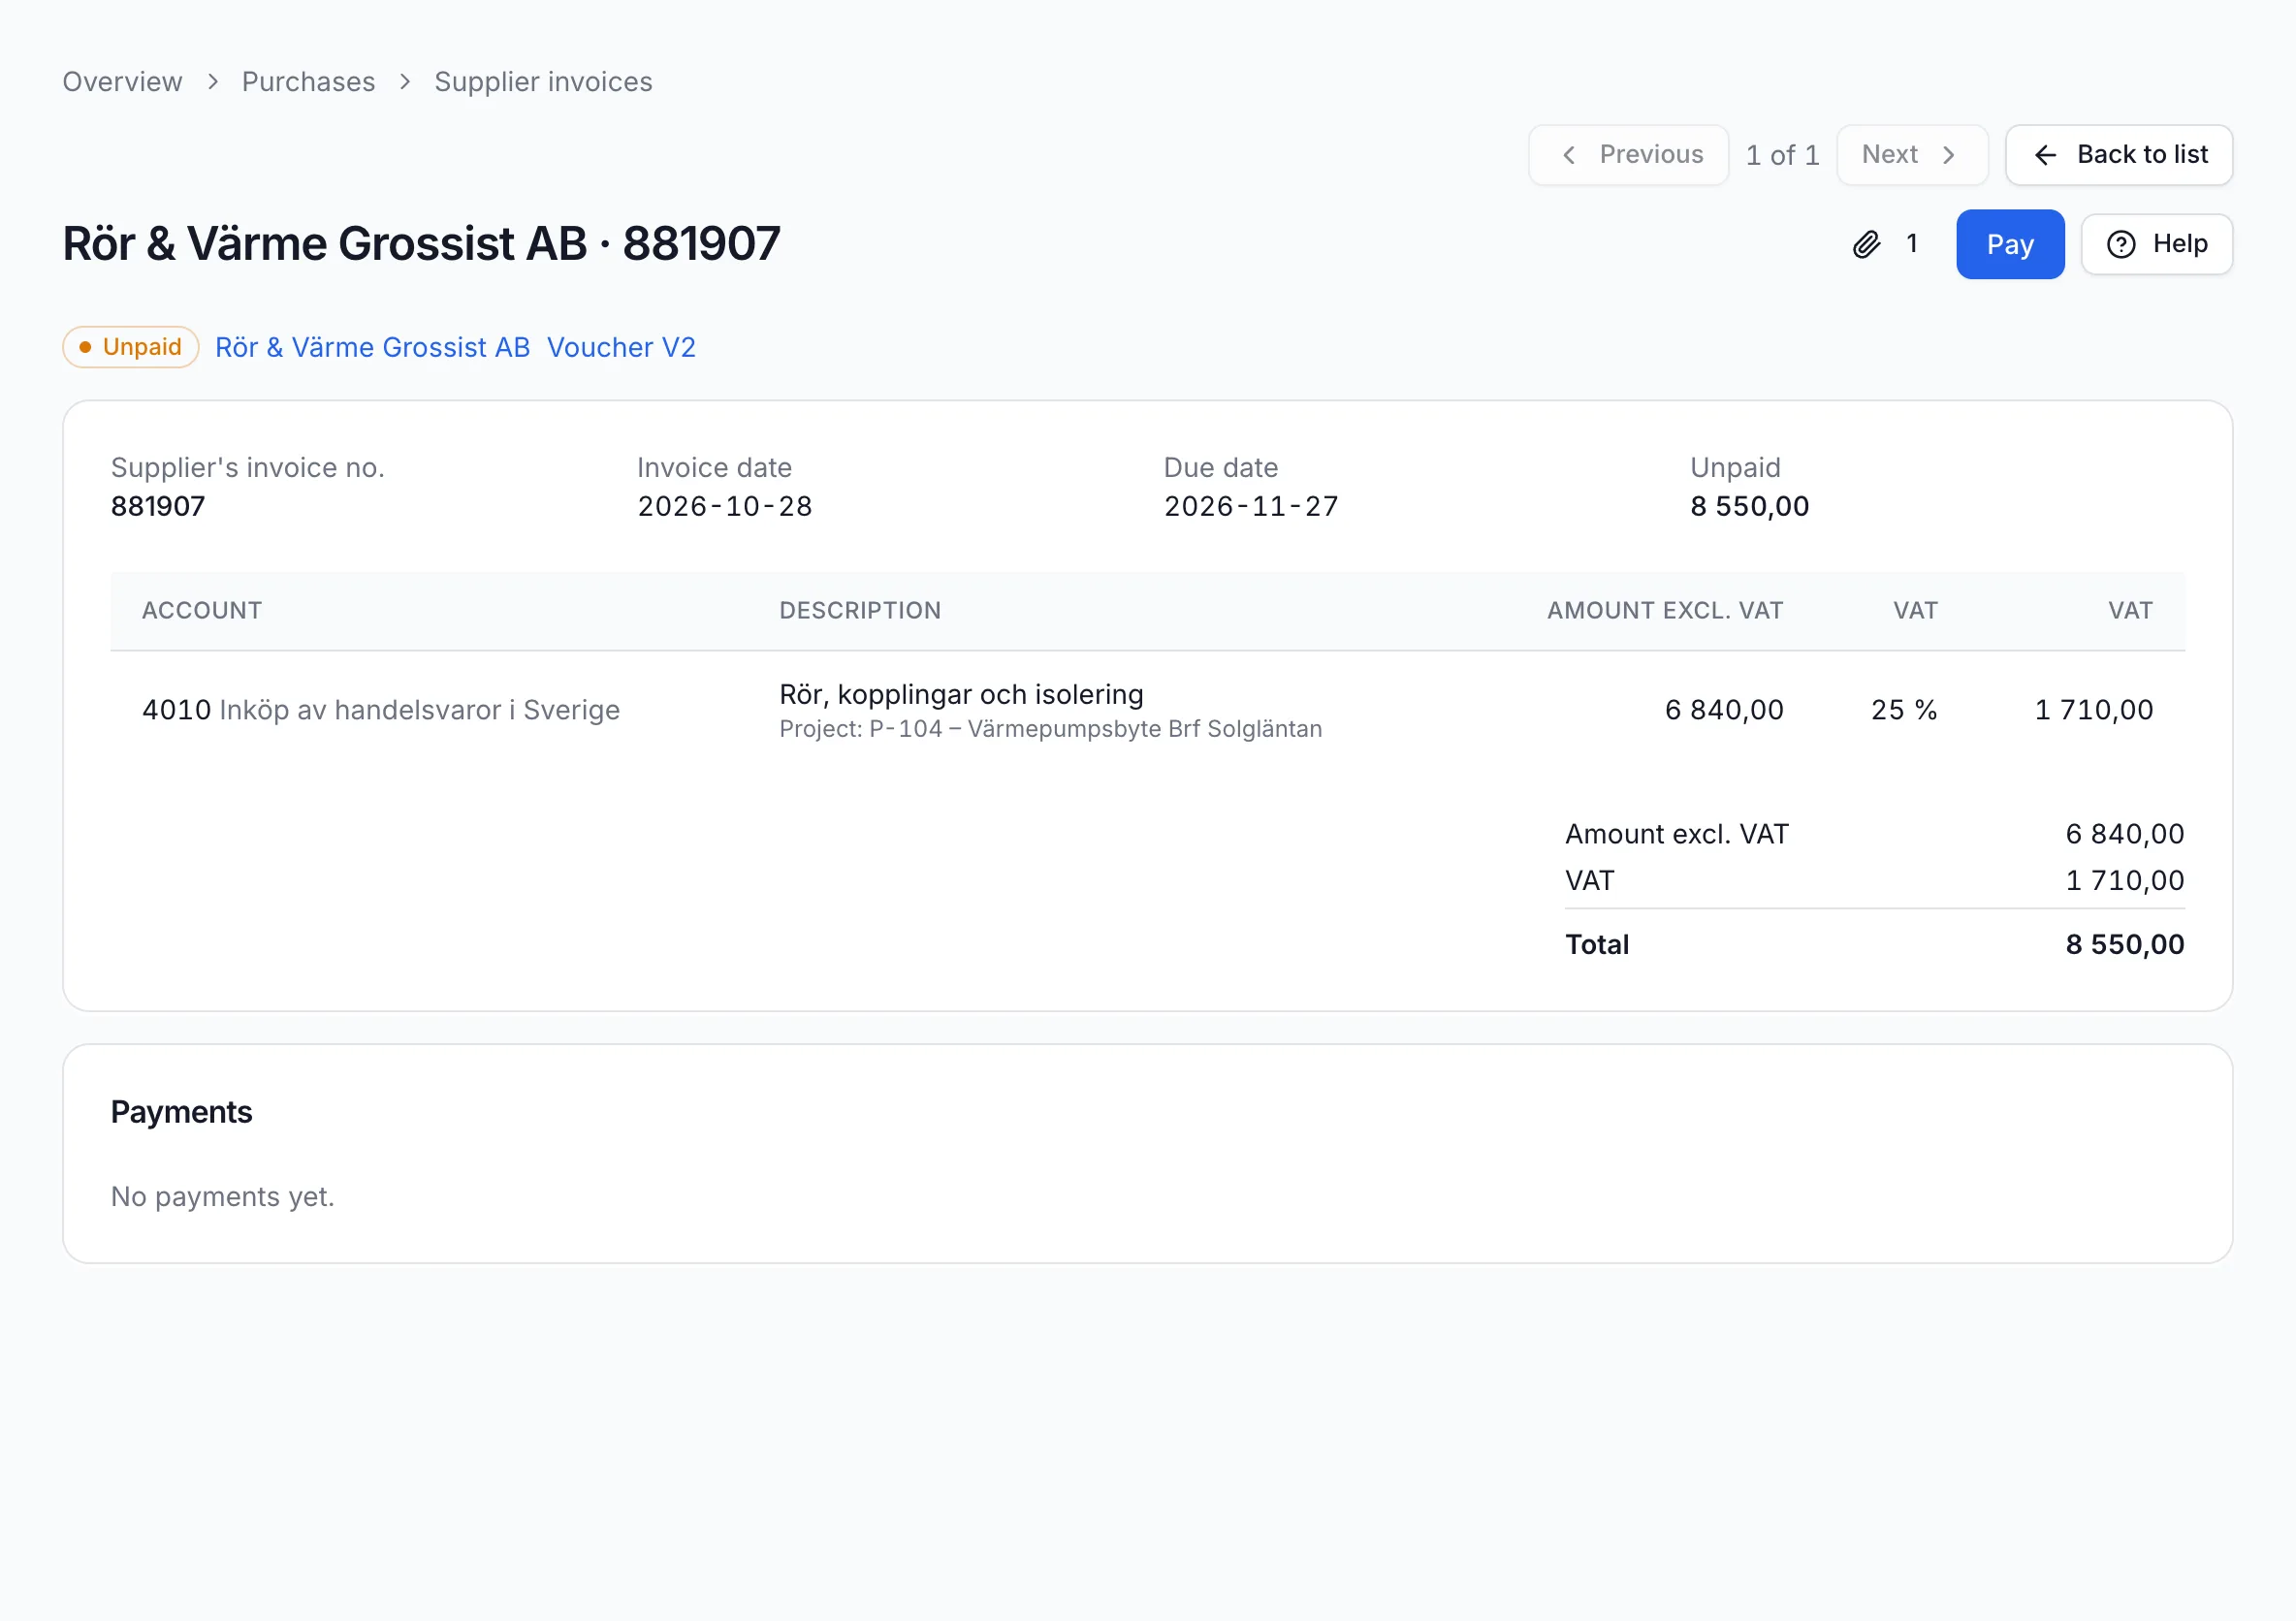 Overview > Purchases > Supplier invoices
Previous 1 of 1 Next Back to list
Rör & Värme Grossist AB · 881907
1 Pay Help
Unpaid Rör & Värme Grossist AB Voucher V2
Supplier's invoice no. Invoice date Due date Unpaid
881907 2026-10-28 2026-11-27 8 550,00
ACCOUNT DESCRIPTION AMOUNT EXCL. VAT VAT VAT
4010 Inköp av handelsvaror i Sverige Rör, kopplingar och isolering 6 840,00 25 % 1 710,00
Project: P-104 – Värmepumpsbyte Brf Solgläntan
Amount excl. VAT 6 840,00
VAT 1 710,00
Total 8 550,00
Payments
No payments yet.